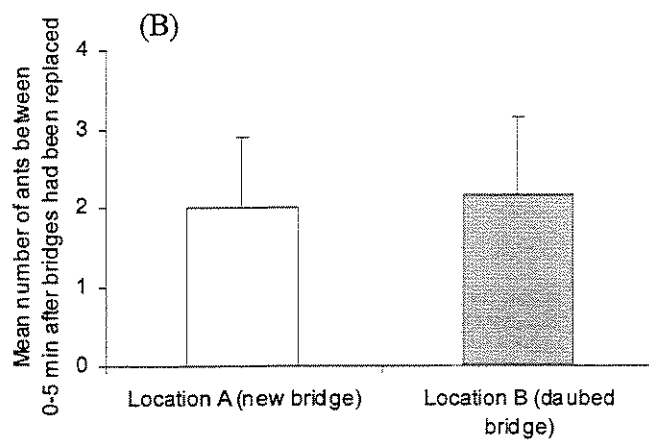 (B)
Mean number of ants between
0-5 min after bridges had been replaced
4
3
2
1
0
Location A (new bridge)
Location B (daubed
bridge)